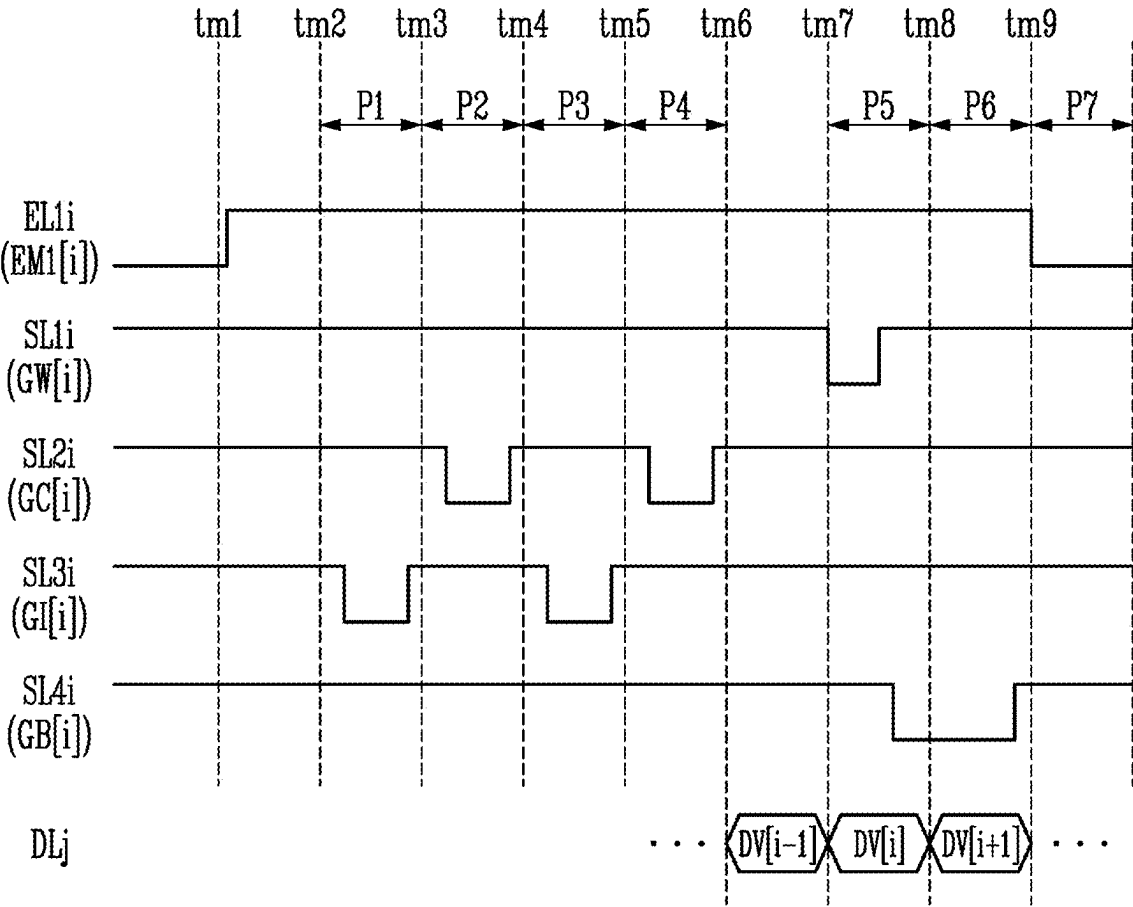 tm1 tm2 tm3 tm4 tm5 tm6 tm7 tm8 tm9
P1 P2 P3 P4 P5 P6 P7
EL1i
(EM1[i])
SL1i
(GW[i])
SL2i
(GC[i])
SL3i
(GI[i])
SL4i
(GB[i])
DLj ··· DV[i-1] DV[i] DV[i+1] ···